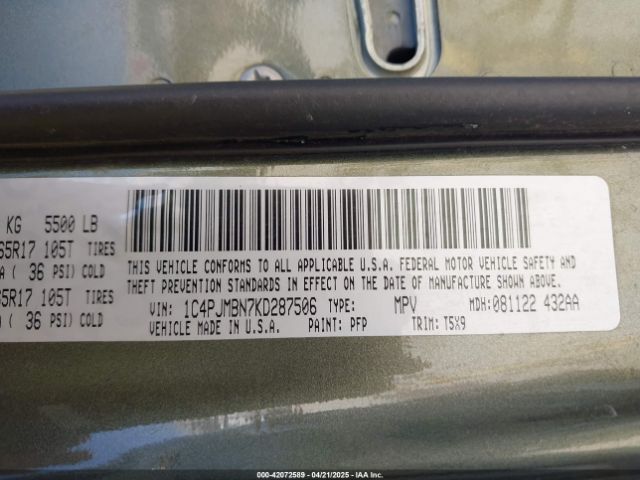 KG 5500 LB
65R17 105T TIRES
A ( 36 PSI) COLD
65R17 105T TIRES
( 36 PSI) COLD
THIS VEHICLE CONFORMS TO ALL APPLICABLE U.S.A. FEDERAL MOTOR VEHICLE SAFETY AND
THEFT PREVENTION STANDARDS IN EFFECT ON THE DATE OF MANUFACTURE SHOWN ABOVE.
VIN: 1C4PJMBN7KD287506 TYPE: MPV MDH:081122 432AA
VEHICLE MADE IN U.S.A. PAINT: PFP TRIM: T5X9
000-42072589 - 04/21/2025 - IAA Inc.